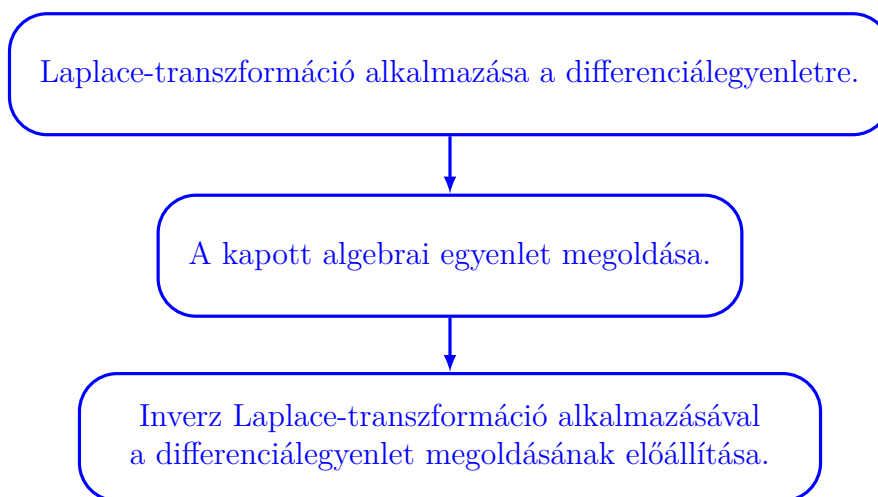 Laplace-transzformáció alkalmazása a differenciálegyenletre.
A kapott algebrai egyenlet megoldása.
Inverz Laplace-transzformáció alkalmazásával
a differenciálegyenlet megoldásának előállítása.